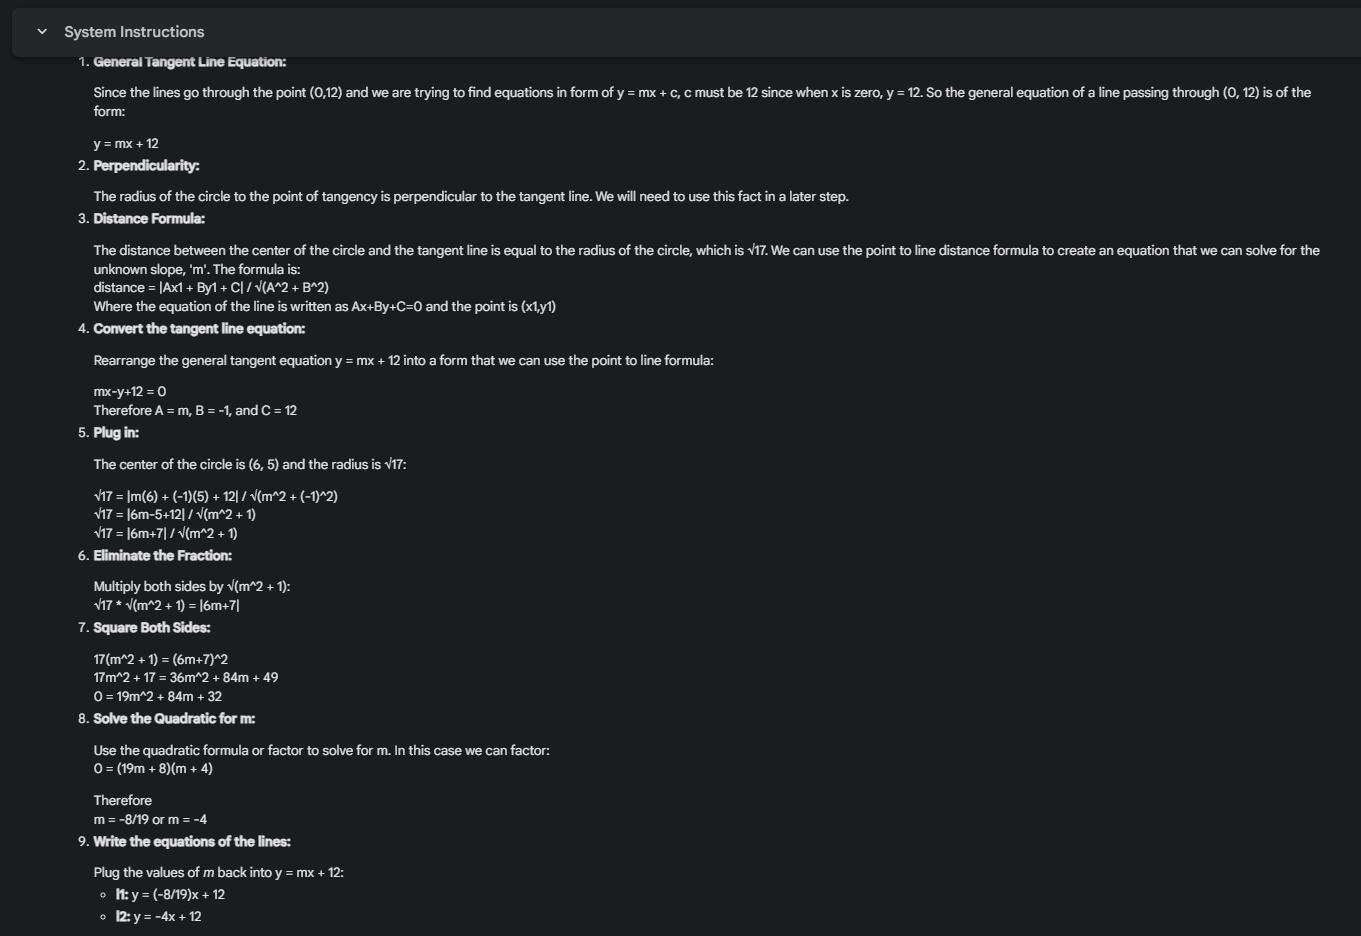 System Instructions
1. General Tangent Line Equation:
Since the lines go through the point (0,12) and we are trying to find equations in form of y = mx + c, c must be 12 since when x is zero, y = 12. So the general equation of a line passing through (0, 12) is of the
form:
y = mx + 12
2. Perpendicularity:
The radius of the circle to the point of tangency is perpendicular to the tangent line. We will need to use this fact in a later step.
3. Distance Formula:
The distance between the center of the circle and the tangent line is equal to the radius of the circle, which is √17. We can use the point to line distance formula to create an equation that we can solve for the
unknown slope, 'm'. The formula is:
distance = |Ax1 + By1 + C| / √(A^2 + B^2)
Where the equation of the line is written as Ax+By+C=0 and the point is (x1,y1)
4. Convert the tangent line equation:
Rearrange the general tangent equation y = mx + 12 into a form that we can use the point to line formula:
mx-y+12 = 0
Therefore A = m, B = -1, and C = 12
5. Plug in:
The center of the circle is (6, 5) and the radius is √17:
√17 = |m(6) + (-1)(5) + 12| / √(m^2 + (-1)^2)
√17 = |6m-5+12| / √(m^2 + 1)
√17 = |6m+7| / √(m^2 + 1)
6. Eliminate the Fraction:
Multiply both sides by √(m^2 + 1):
√17 * √(m^2 + 1) = |6m+7|
7. Square Both Sides:
17(m^2 + 1) = (6m+7)^2
17m^2 + 17 = 36m^2 + 84m + 49
0 = 19m^2 + 84m + 32
8. Solve the Quadratic for m:
Use the quadratic formula or factor to solve for m. In this case we can factor:
0 = (19m + 8)(m + 4)
Therefore
m = -8/19 or m = -4
9. Write the equations of the lines:
Plug the values of m back into y = mx + 12:
◦ l1: y = (-8/19)x + 12
◦ l2: y = -4x + 12